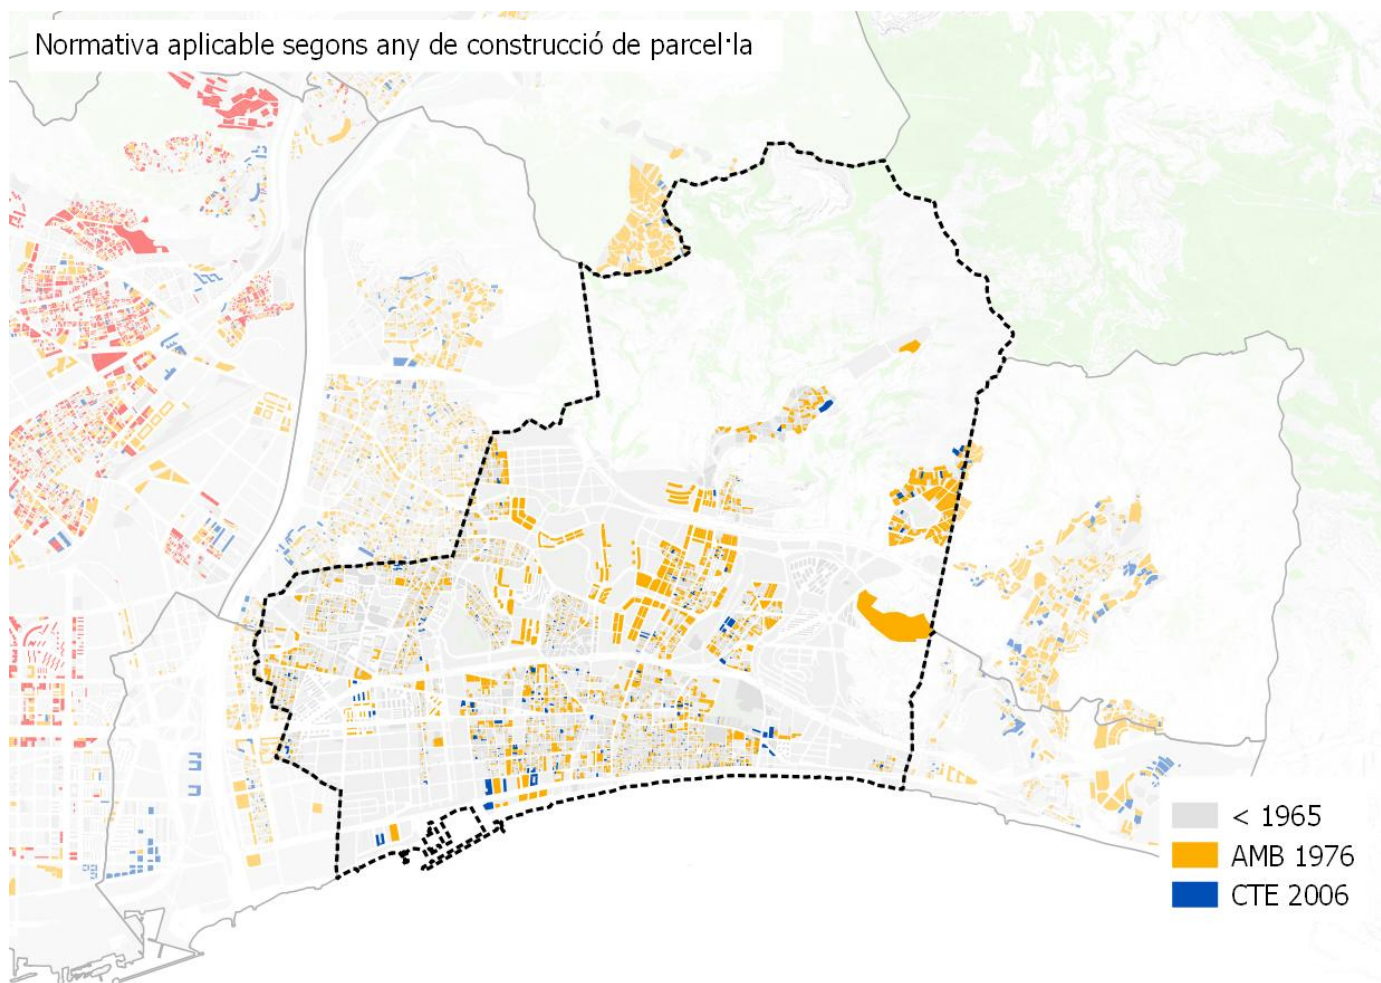 Normativa aplicable segons any de construcció de parcel·la
< 1965
AMB 1976
CTE 2006